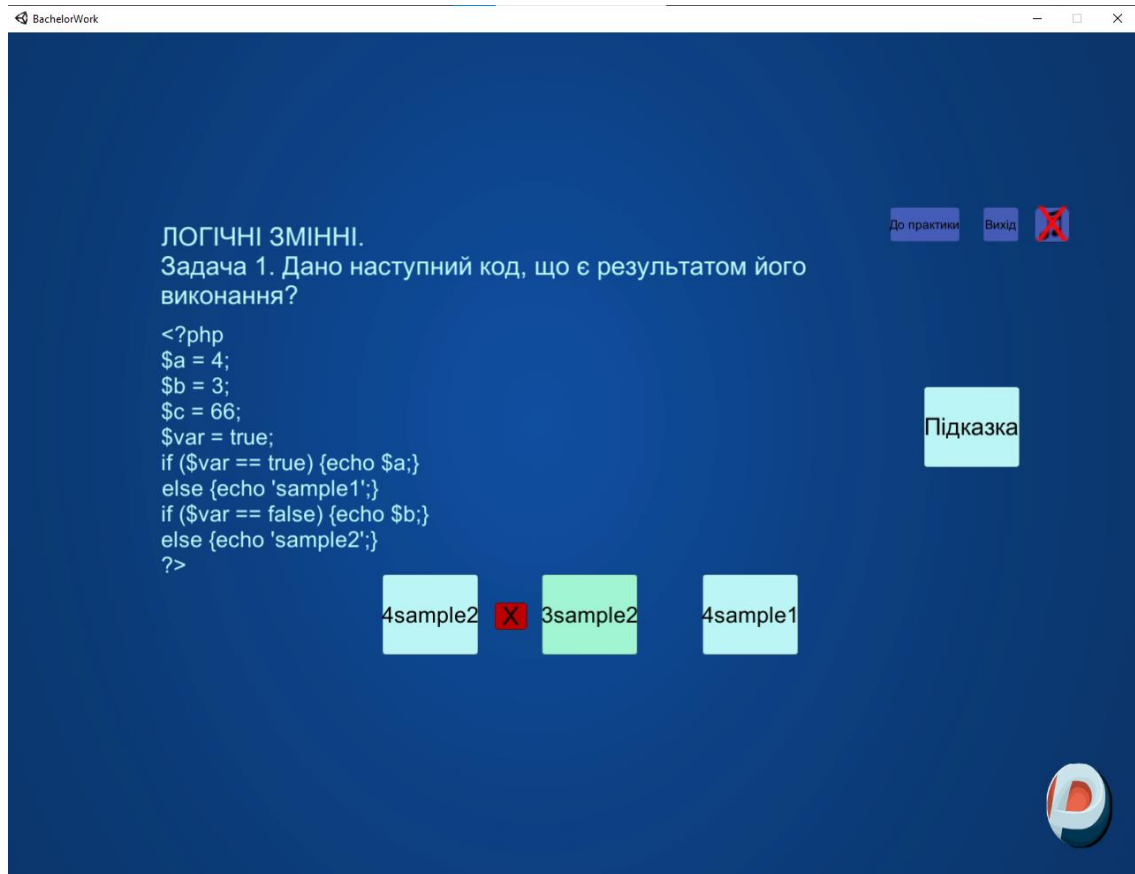 BachelorWork
До практики
Вихід
ЛОГІЧНІ ЗМІННІ.
Задача 1. Дано наступний код, що є результатом його
виконання?
<?php
$a = 4;
$b = 3;
$c = 66;
$var = true;
if ($var == true) {echo $a;}
else {echo 'sample1';}
if ($var == false) {echo $b;}
else {echo 'sample2';}
?>
Підказка
4sample2
X
3sample2
4sample1